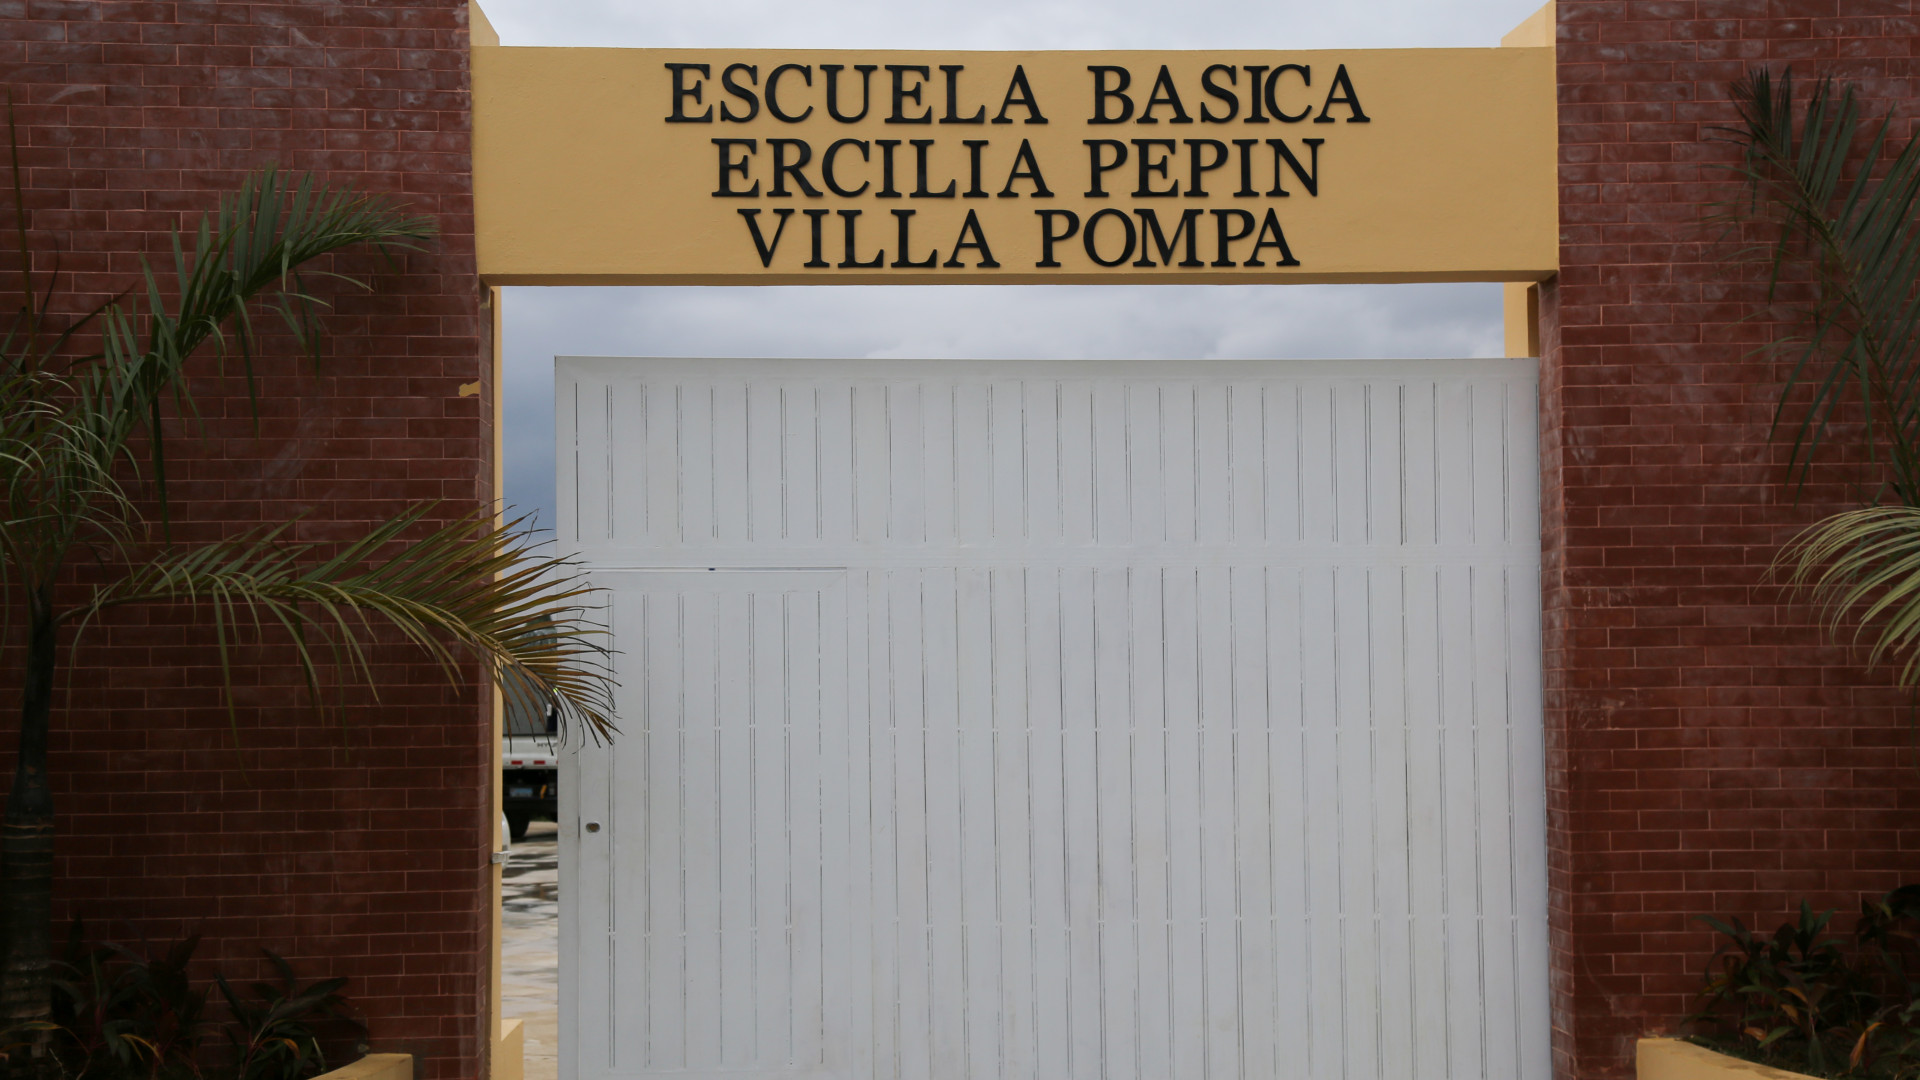 ESCUELA BASICA
ERCILIA PEPIN
VILLA POMPA